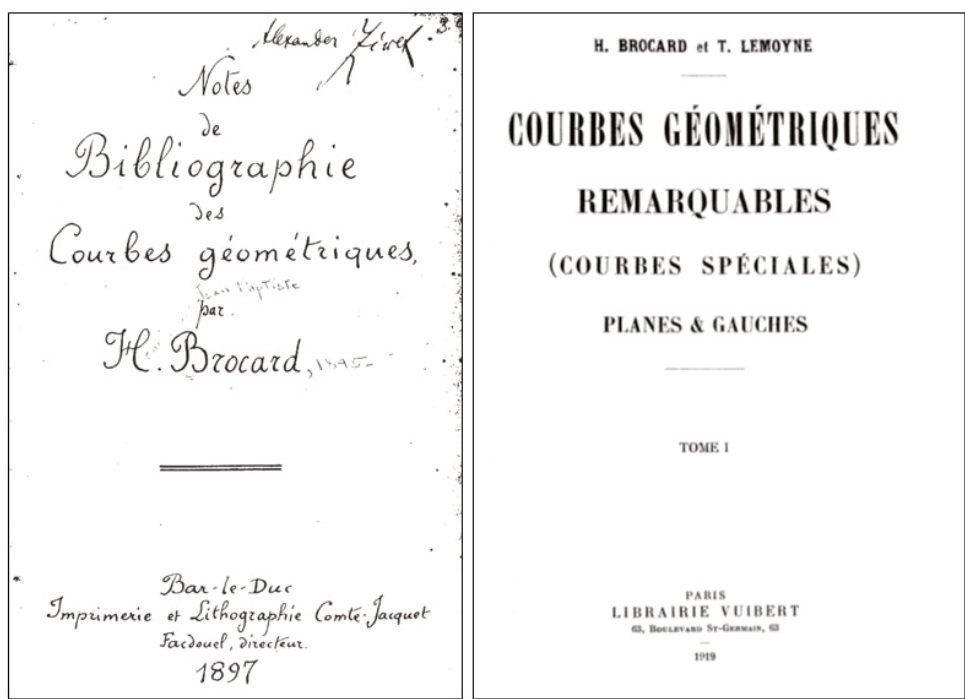 Alexander Ziwet
Notes
de
Bibliographie
des
Courbes géométriques,
Jean Baptiste
par
H. Brocard, 1845-
Bar-le-Duc
Imprimerie et Lithographie Comte-Jacquet
Facdouel, directeur.
1897
H. BROCARD et T. LEMOYNE
COURBES GÉOMÉTRIQUES
REMARQUABLES
(COURBES SPÉCIALES)
PLANES & GAUCHES
TOME I
PARIS
LIBRAIRIE VUIBERT
63, BOULEVARD ST-GERMAIN, 63
1919